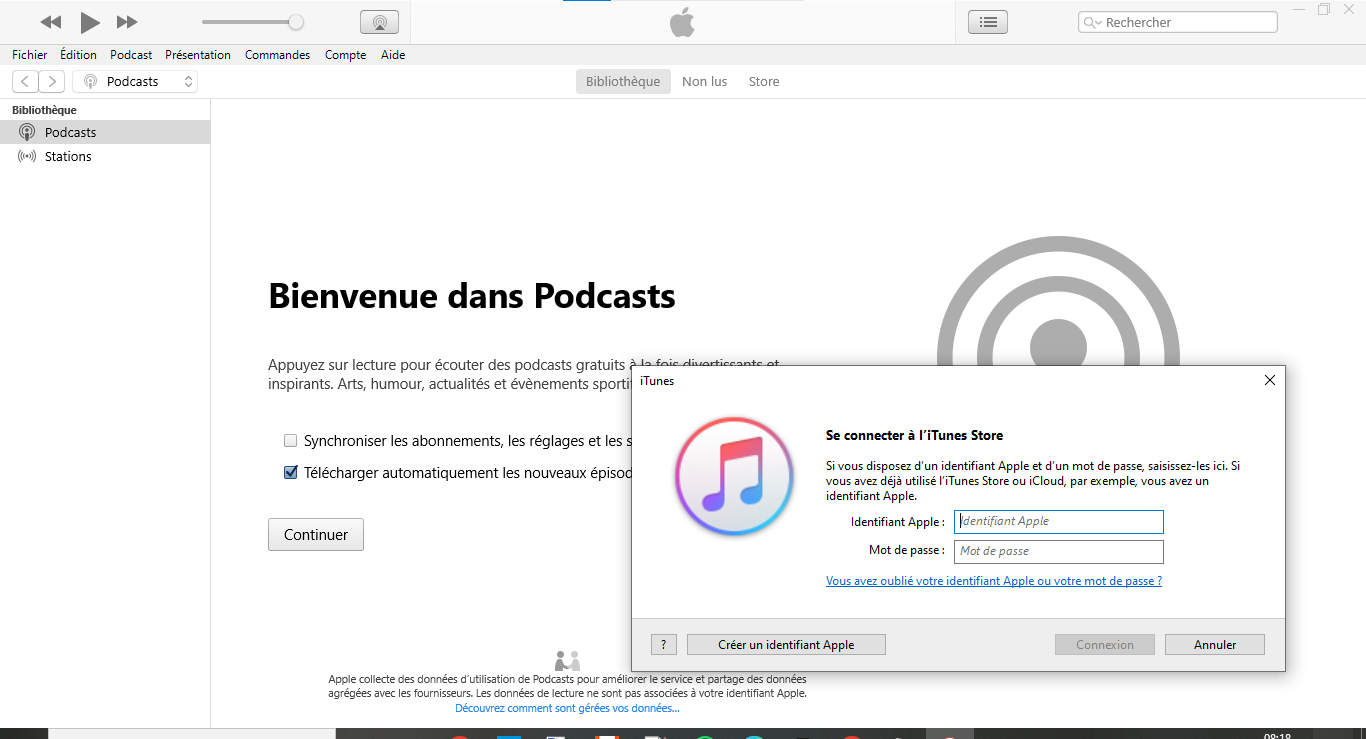 Rechercher
Fichier Édition Podcast Présentation Commandes Compte Aide
Podcasts
Bibliothèque Non lus Store
Bibliothèque
Podcasts
Stations
Bienvenue dans Podcasts
Appuyez sur lecture pour écouter des podcasts gratuits à la fois divertissants et
inspirants. Arts, humour, actualités et évènements
Synchroniser les abonnements, les réglages et les
Télécharger automatiquement les nouveaux
Continuer
iTunes
Se connecter à l'iTunes Store
Si vous disposez d'un identifiant Apple et d'un mot de passe, saisissez-les ici. Si
vous avez déjà utilisé l'iTunes Store ou iCloud, par exemple, vous avez un
identifiant Apple.
Identifiant Apple : Identifiant Apple
Mot de passe : Mot de passe
Vous avez oublié votre identifiant Apple ou votre mot de passe ?
? Créer un identifiant Apple Connexion Annuler
Apple collecte des données d'utilisation de Podcasts pour améliorer le service et partage des données
agrégées avec les fournisseurs. Les données de lecture ne sont pas associées à votre identifiant Apple.
Découvrez comment sont gérées vos données...